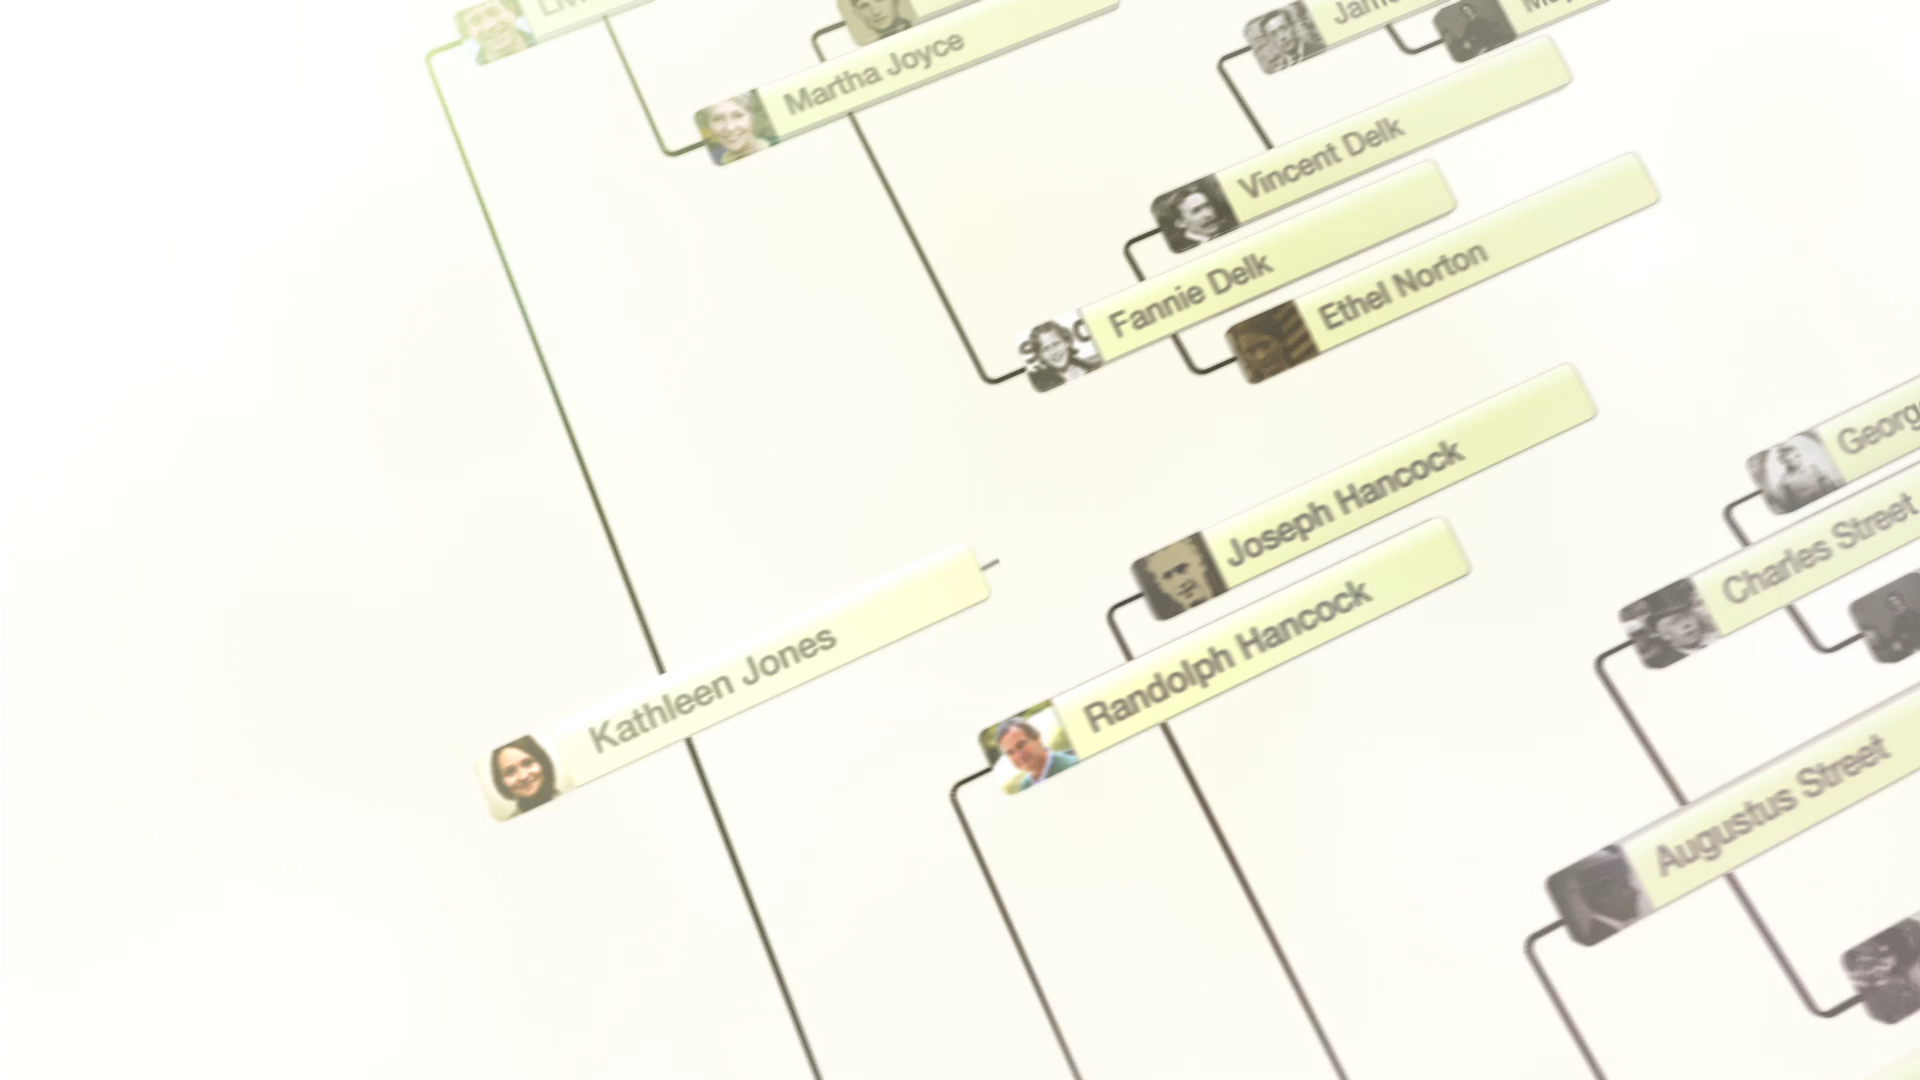 Martha Joyce
Vincent Delk
Fannie Delk
Ethel Norton
Joseph Hancock
Randolph Hancock
Kathleen Jones
Charles Street
Augustus Street